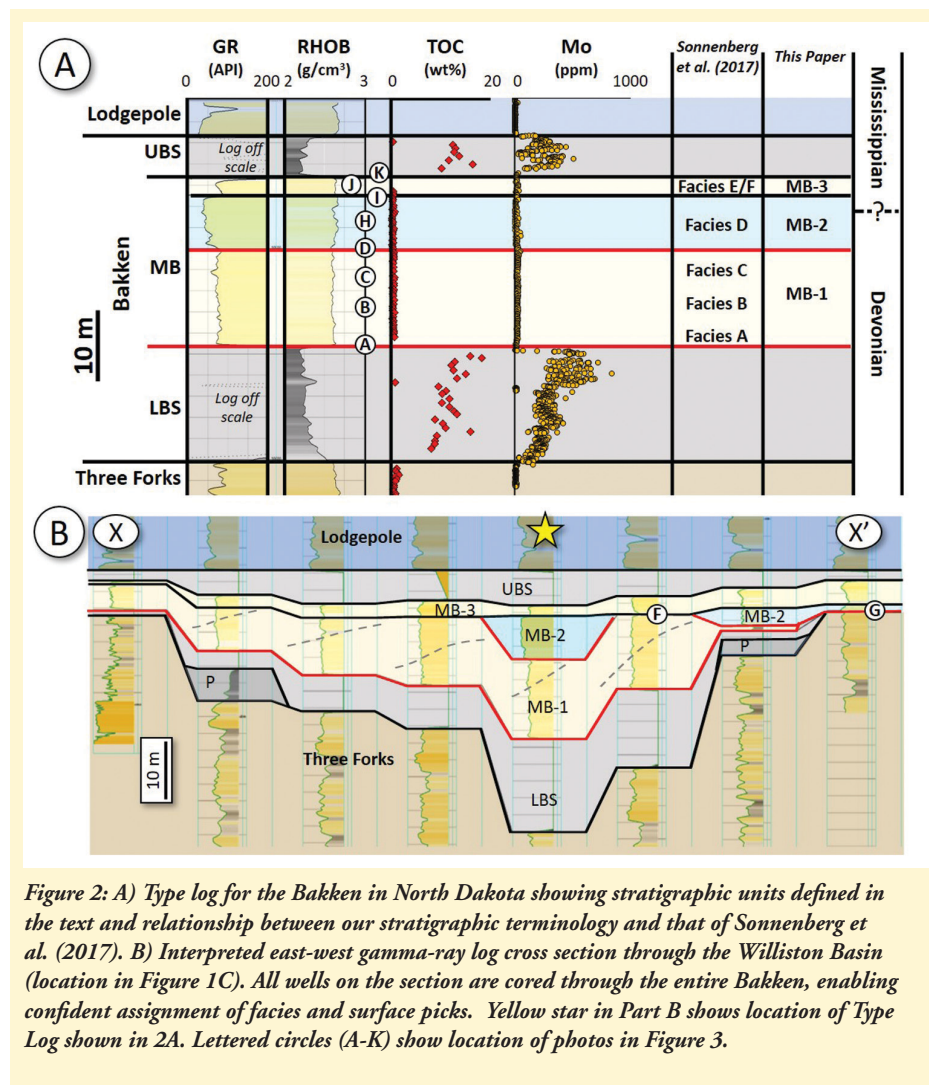 A
GR RHOB TOC Mo Sonnenberg This Paper
(API) (g/cm³) (wt%) (ppm) et al. (2017)
0 200 2 3 0 20 0 1000
Lodgepole
UBS Log off scale
K
J Facies E/F MB-3
I
H Facies D MB-2
D
MB C Facies C
MB-1
B Facies B
Facies A
A
LBS Log off scale
Three Forks
Bakken
10 m
Mississippian
?
Devonian
B X X'
Lodgepole
UBS
MB-3
F MB-2 G
MB-2
P
P
MB-1
Three Forks
LBS
10 m
Figure 2: A) Type log for the Bakken in North Dakota showing stratigraphic units defined in
the text and relationship between our stratigraphic terminology and that of Sonnenberg et
al. (2017). B) Interpreted east-west gamma-ray log cross section through the Williston Basin
(location in Figure 1C). All wells on the section are cored through the entire Bakken, enabling
confident assignment of facies and surface picks. Yellow star in Part B shows location of Type
Log shown in 2A. Lettered circles (A-K) show location of photos in Figure 3.